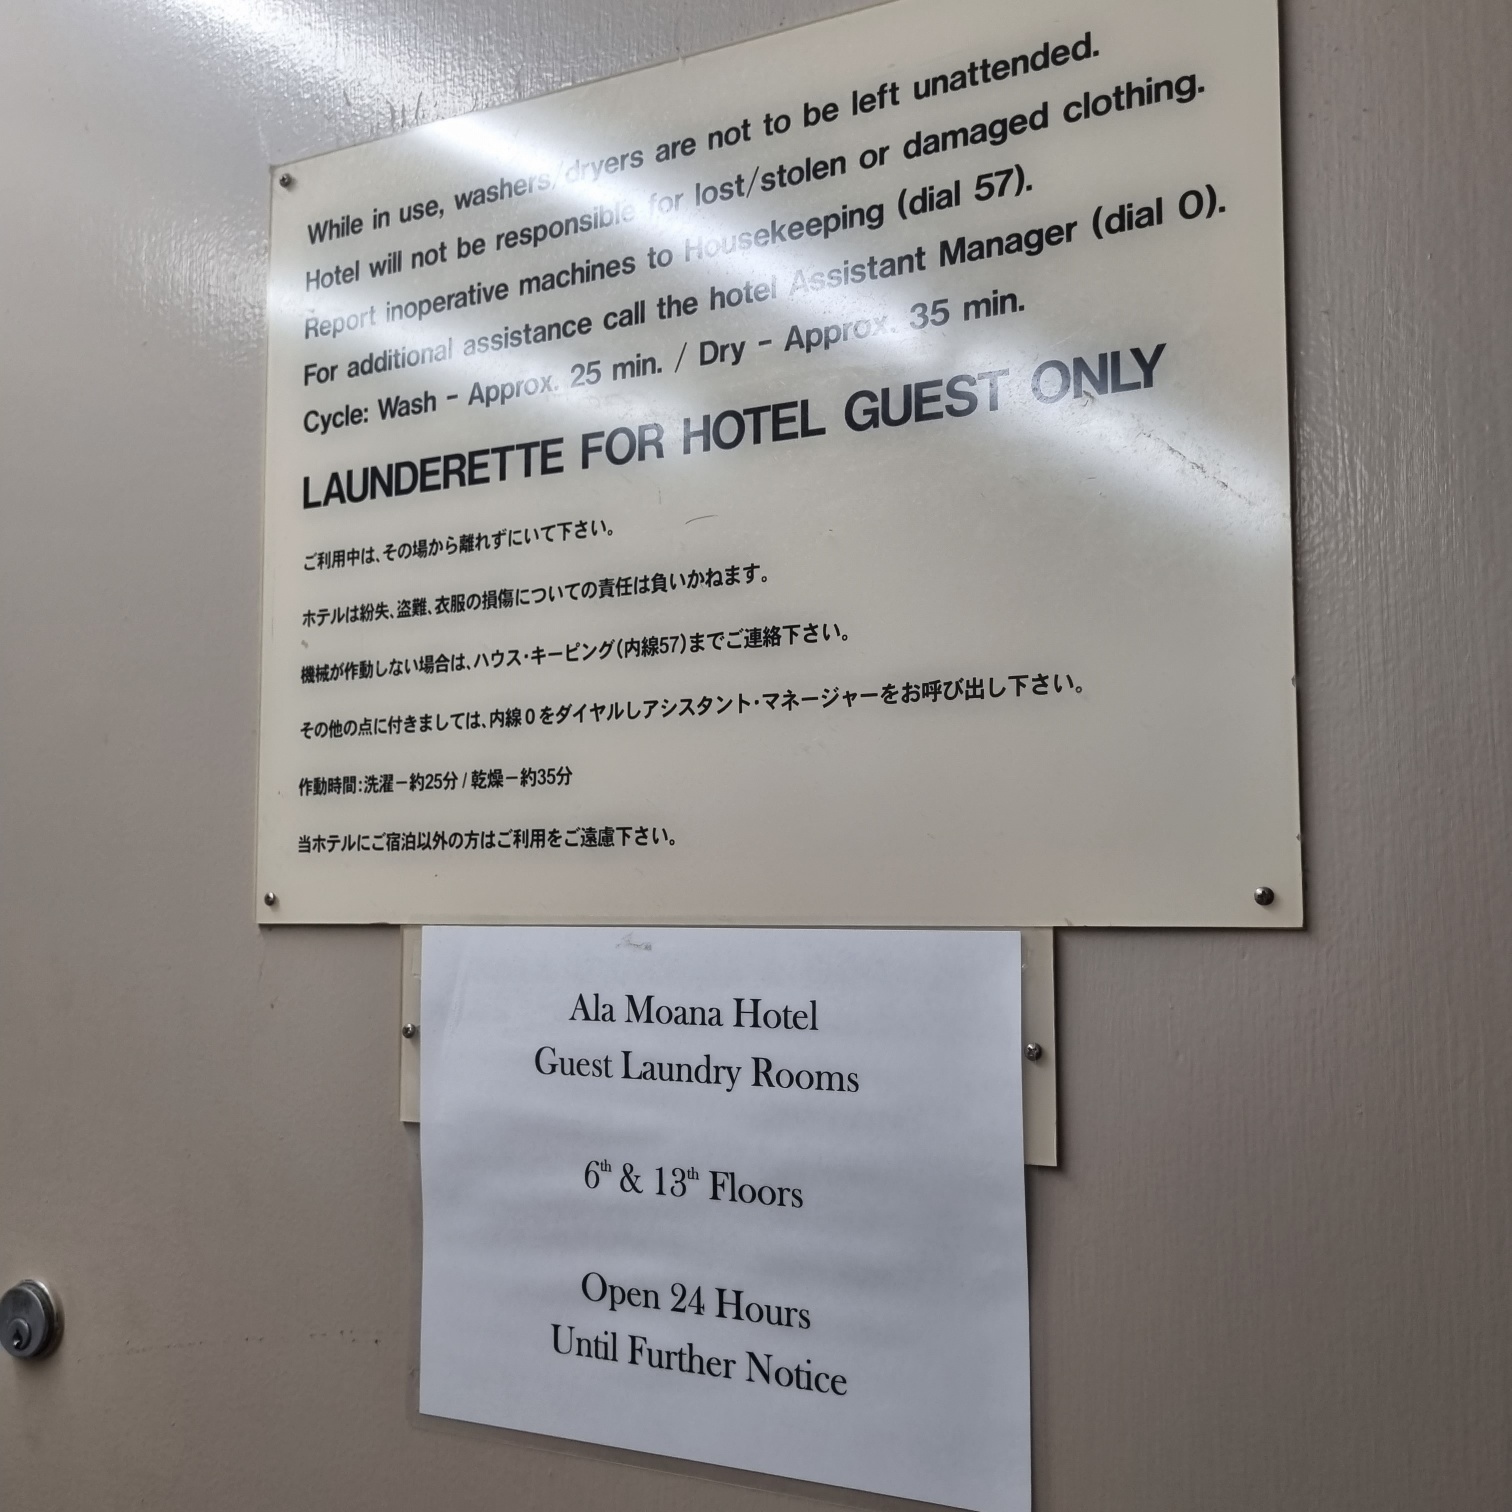 While in use, washers/dryers are not to be left unattended.
Hotel will not be responsible for lost/stolen or damaged clothing.
Report inoperative machines to Housekeeping (dial 57).
For additional assistance call the hotel Assistant Manager (dial 0).
Cycle: Wash - Approx. 25 min. / Dry - Approx. 35 min.
LAUNDERETTE FOR HOTEL GUEST ONLY
ご利用中は、その場から離れずにいて下さい。
ホテルは紛失、盗難、衣服の損傷についての責任は負いかねます。
機械が作動しない場合は、ハウス・キーピング(内線57)までご連絡下さい。
その他の点に付きましては、内線0をダイヤルしアシスタント・マネージャーをお呼び出し下さい。
作動時間:洗濯－約25分 / 乾燥－約35分
当ホテルにご宿泊以外の方はご利用をご遠慮下さい。
Ala Moana Hotel
Guest Laundry Rooms
6th & 13th Floors
Open 24 Hours
Until Further Notice